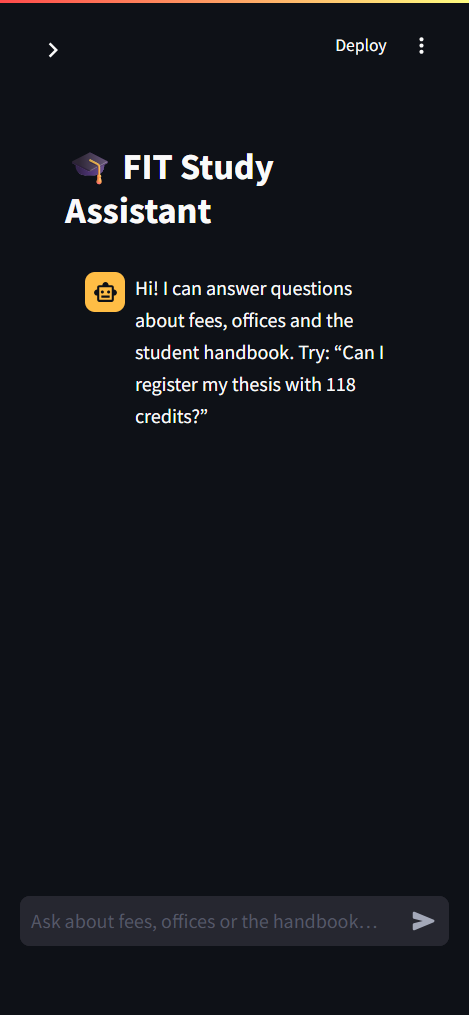 Deploy
FIT Study
Assistant
Hi! I can answer questions
about fees, offices and the
student handbook. Try: “Can I
register my thesis with 118
credits?”
Ask about fees, offices or the handbook…